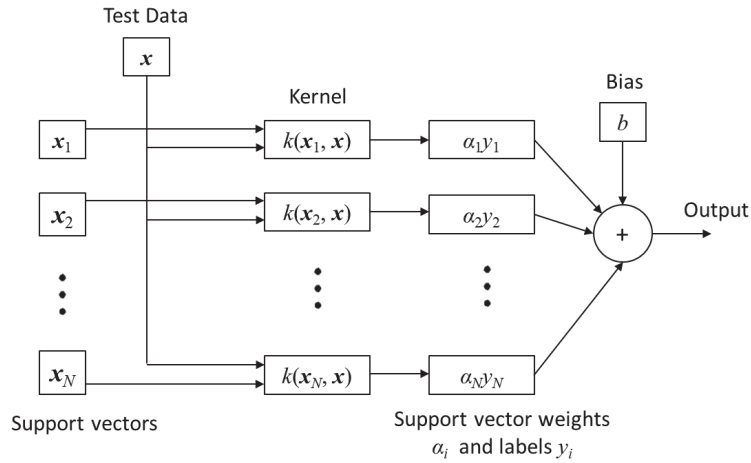 Test Data
x
Kernel
Bias
x1
k(x1, x)
α1y1
b
x2
k(x2, x)
α2y2
+
Output
xN
k(xN, x)
αNyN
Support vectors
Support vector weights
αi and labels yi